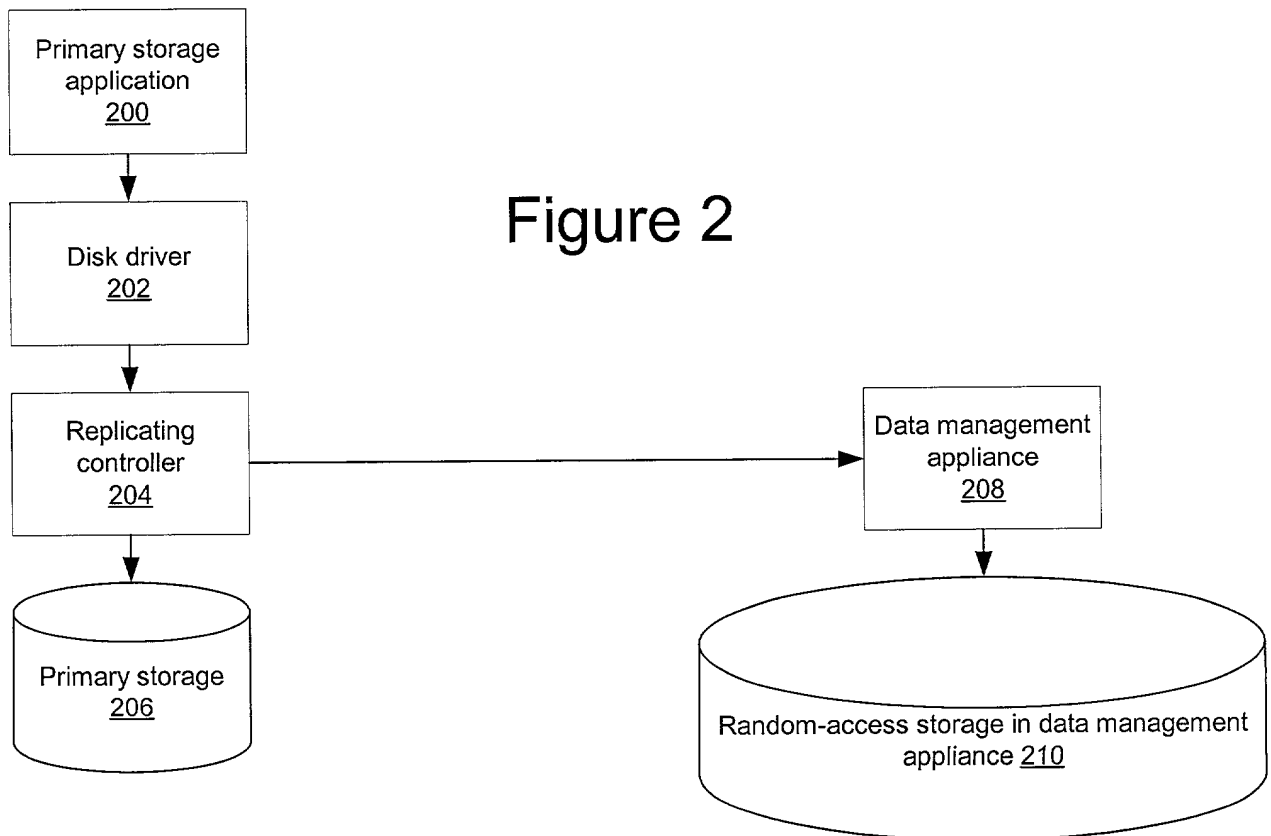 Primary storage
application
200
Figure 2
Disk driver
202
Replicating
controller
204
Data management
appliance
208
Primary storage
206
Random-access storage in data management
appliance 210